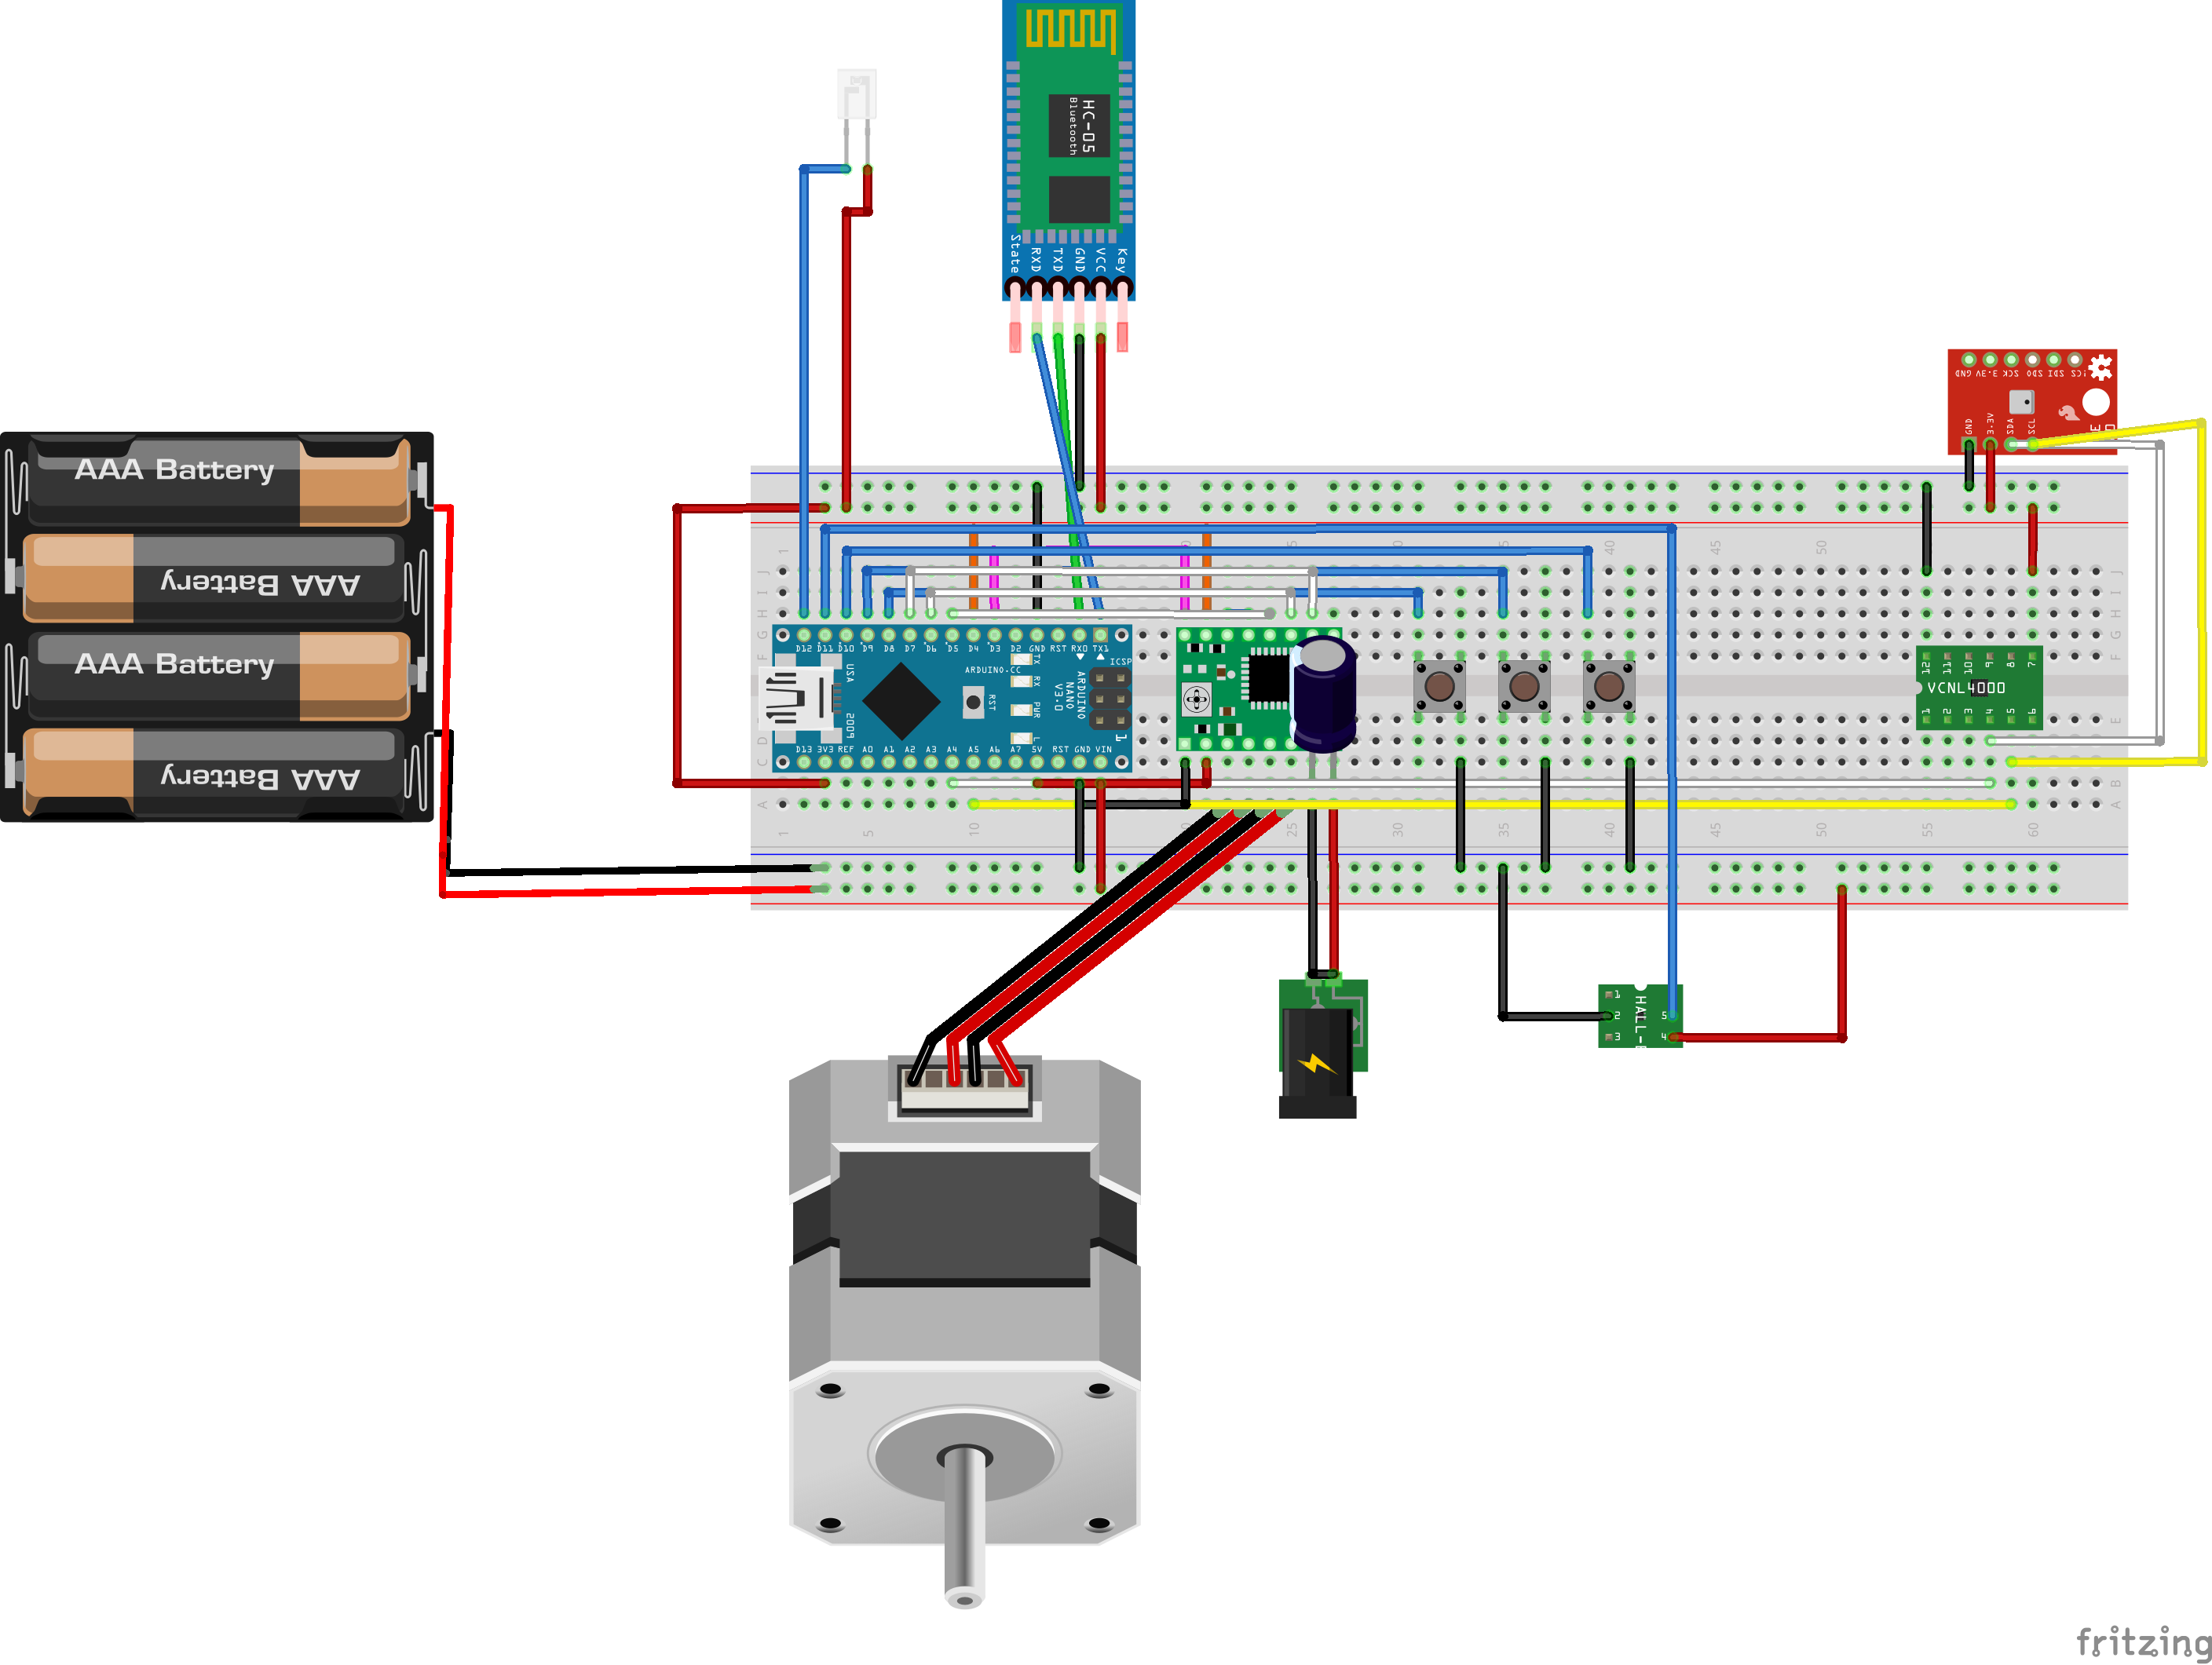 HC-05
Bluetooth
State
RXD
TXD
GND
VCC
Key
AAA Battery
AAA Battery
AAA Battery
AAA Battery
GND
3.3V
SCK
SDO
SDI
GND
3.3V
SDA
SCL
1
40
45
50
J
I
H
G
F
J
I
H
G
D12 D11 D10 D9 D8 D7 D6 D5 D4 D3 D2 GND RST RX0 TX1
USA
ARDUINO.CC
RST
TX
RX
PWR
L
ARDUINO
NANO
V3.0
ICSP
1
D13 3V3 REF A0 A1 A2 A3 A4 A5 A6 A7 5V RST GND VIN
12 11 10 9 8 7
VCNL4000
1 2 3 4 5 6
E
D
C
B
A
D
C
B
A
1
5
10
25
30
35
40
45
50
55
60
1
2
3
HALL-
5
4
fritzing